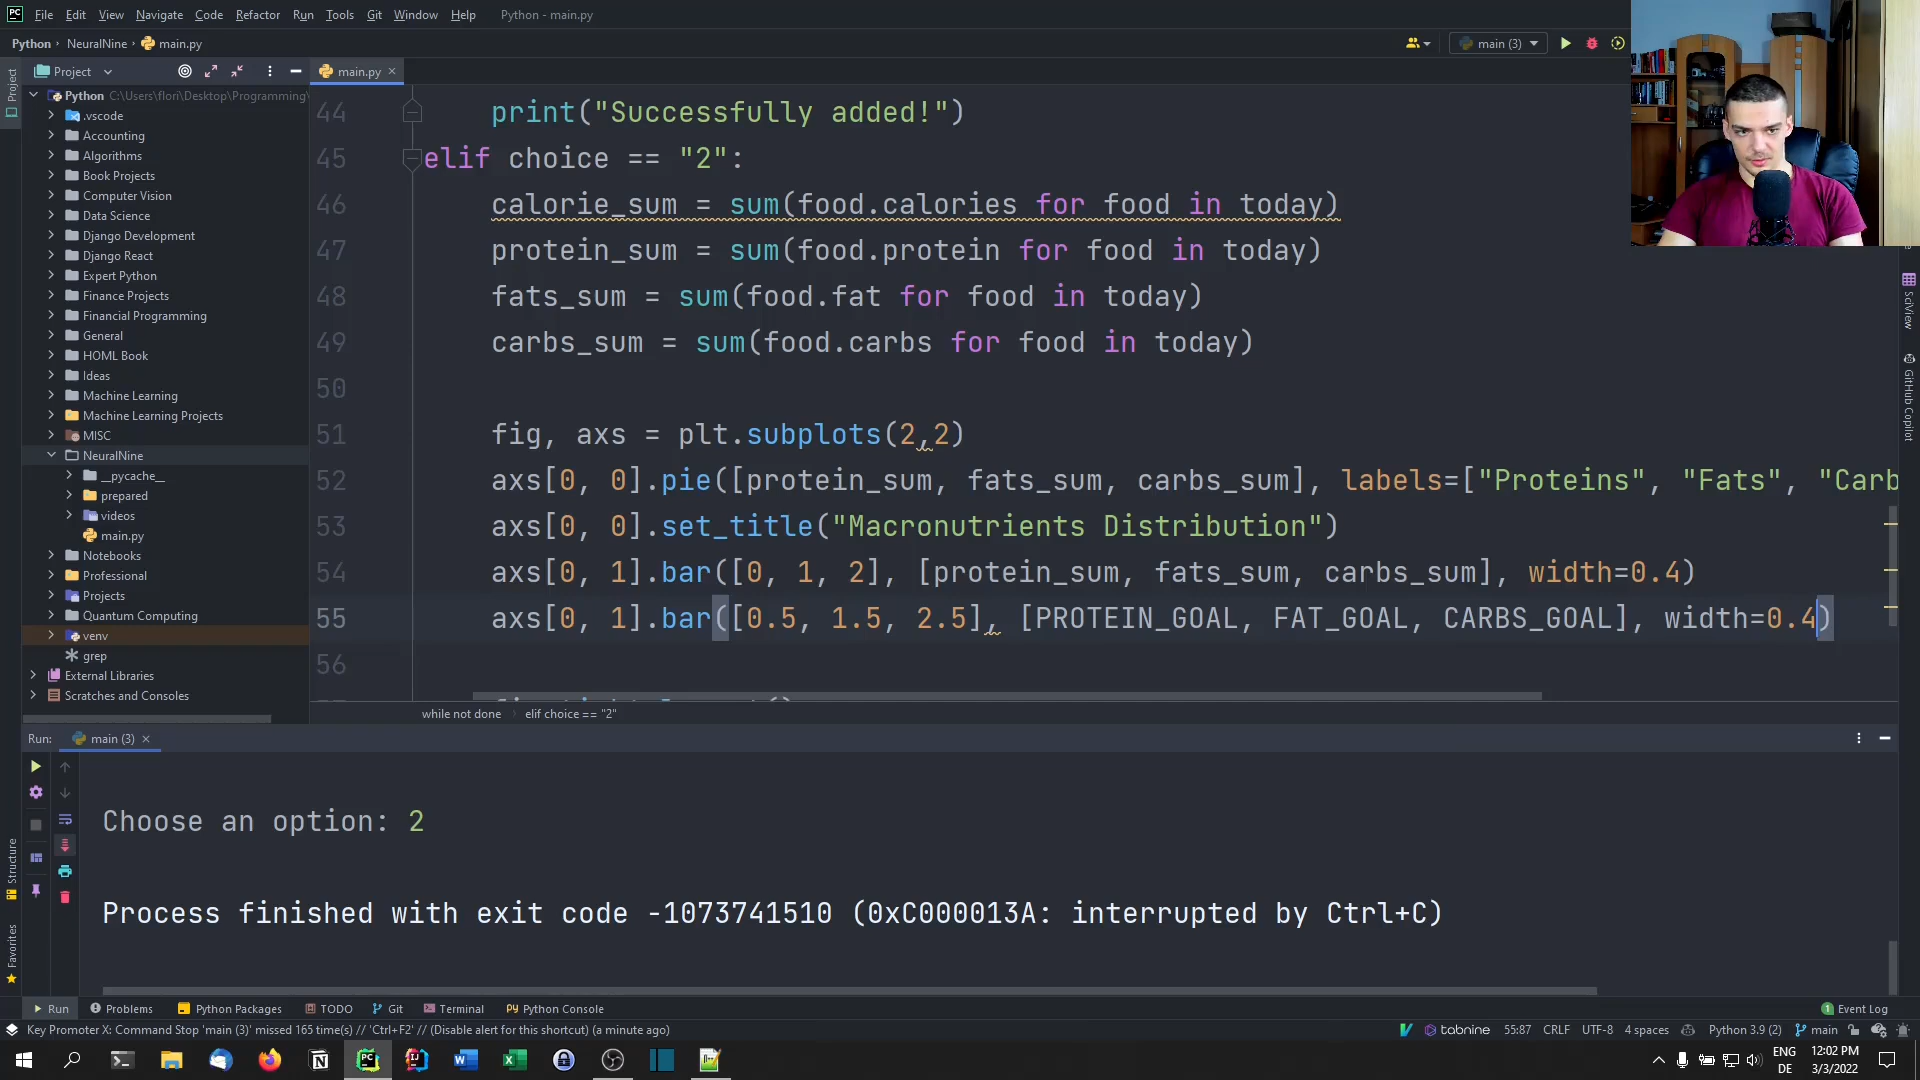 File Edit View Navigate Code Refactor Run Tools Git Window Help Python - main.py
Python NeuralNine main.py main (3)
Project main.py
Project
Python C:\Users\flori\Desktop\Programming\
.vscode
Accounting
Algorithms
Book Projects
Computer Vision
Data Science
Django Development
Django React
Expert Python
Finance Projects
Financial Programming
General
HOML Book
Ideas
Machine Learning
Machine Learning Projects
MISC
NeuralNine
__pycache__
prepared
videos
main.py
Notebooks
Professional
Projects
Quantum Computing
venv
grep
External Libraries
Scratches and Consoles
44 print("Successfully added!")
45 elif choice == "2":
46 calorie_sum = sum(food.calories for food in today)
47 protein_sum = sum(food.protein for food in today)
48 fats_sum = sum(food.fat for food in today)
49 carbs_sum = sum(food.carbs for food in today)
50
51 fig, axs = plt.subplots(2,2)
52 axs[0, 0].pie([protein_sum, fats_sum, carbs_sum], labels=["Proteins", "Fats", "Carb
53 axs[0, 0].set_title("Macronutrients Distribution")
54 axs[0, 1].bar([0, 1, 2], [protein_sum, fats_sum, carbs_sum], width=0.4)
55 axs[0, 1].bar([0.5, 1.5, 2.5], [PROTEIN_GOAL, FAT_GOAL, CARBS_GOAL], width=0.4)
56
while not done elif choice == "2"
SciView
GitHub Copilot
Run: main (3)
Choose an option: 2
Process finished with exit code -1073741510 (0xC000013A: interrupted by Ctrl+C)
Structure
Favorites
Run Problems Python Packages TODO Git Terminal Python Console Event Log
Key Promoter X: Command Stop 'main (3)' missed 165 time(s) // 'Ctrl+F2' // (Disable alert for this shortcut) (a minute ago) tabnine 55:87 CRLF UTF-8 4 spaces Python 3.9 (2) main
ENG 12:02 PM
DE 3/3/2022